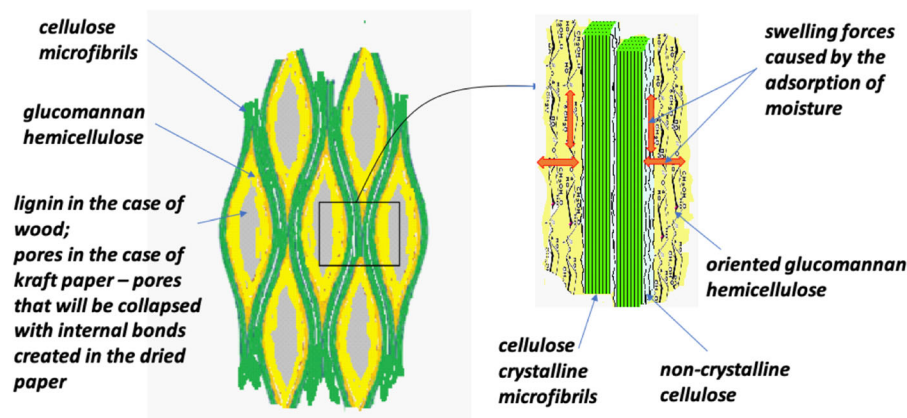 cellulose
microfibrils
glucomannan
hemicellulose
lignin in the case of
wood;
pores in the case of
kraft paper – pores
that will be collapsed
with internal bonds
created in the dried
paper
swelling forces
caused by the
adsorption of
moisture
oriented glucomannan
hemicellulose
cellulose
crystalline
microfibrils
non-crystalline
cellulose